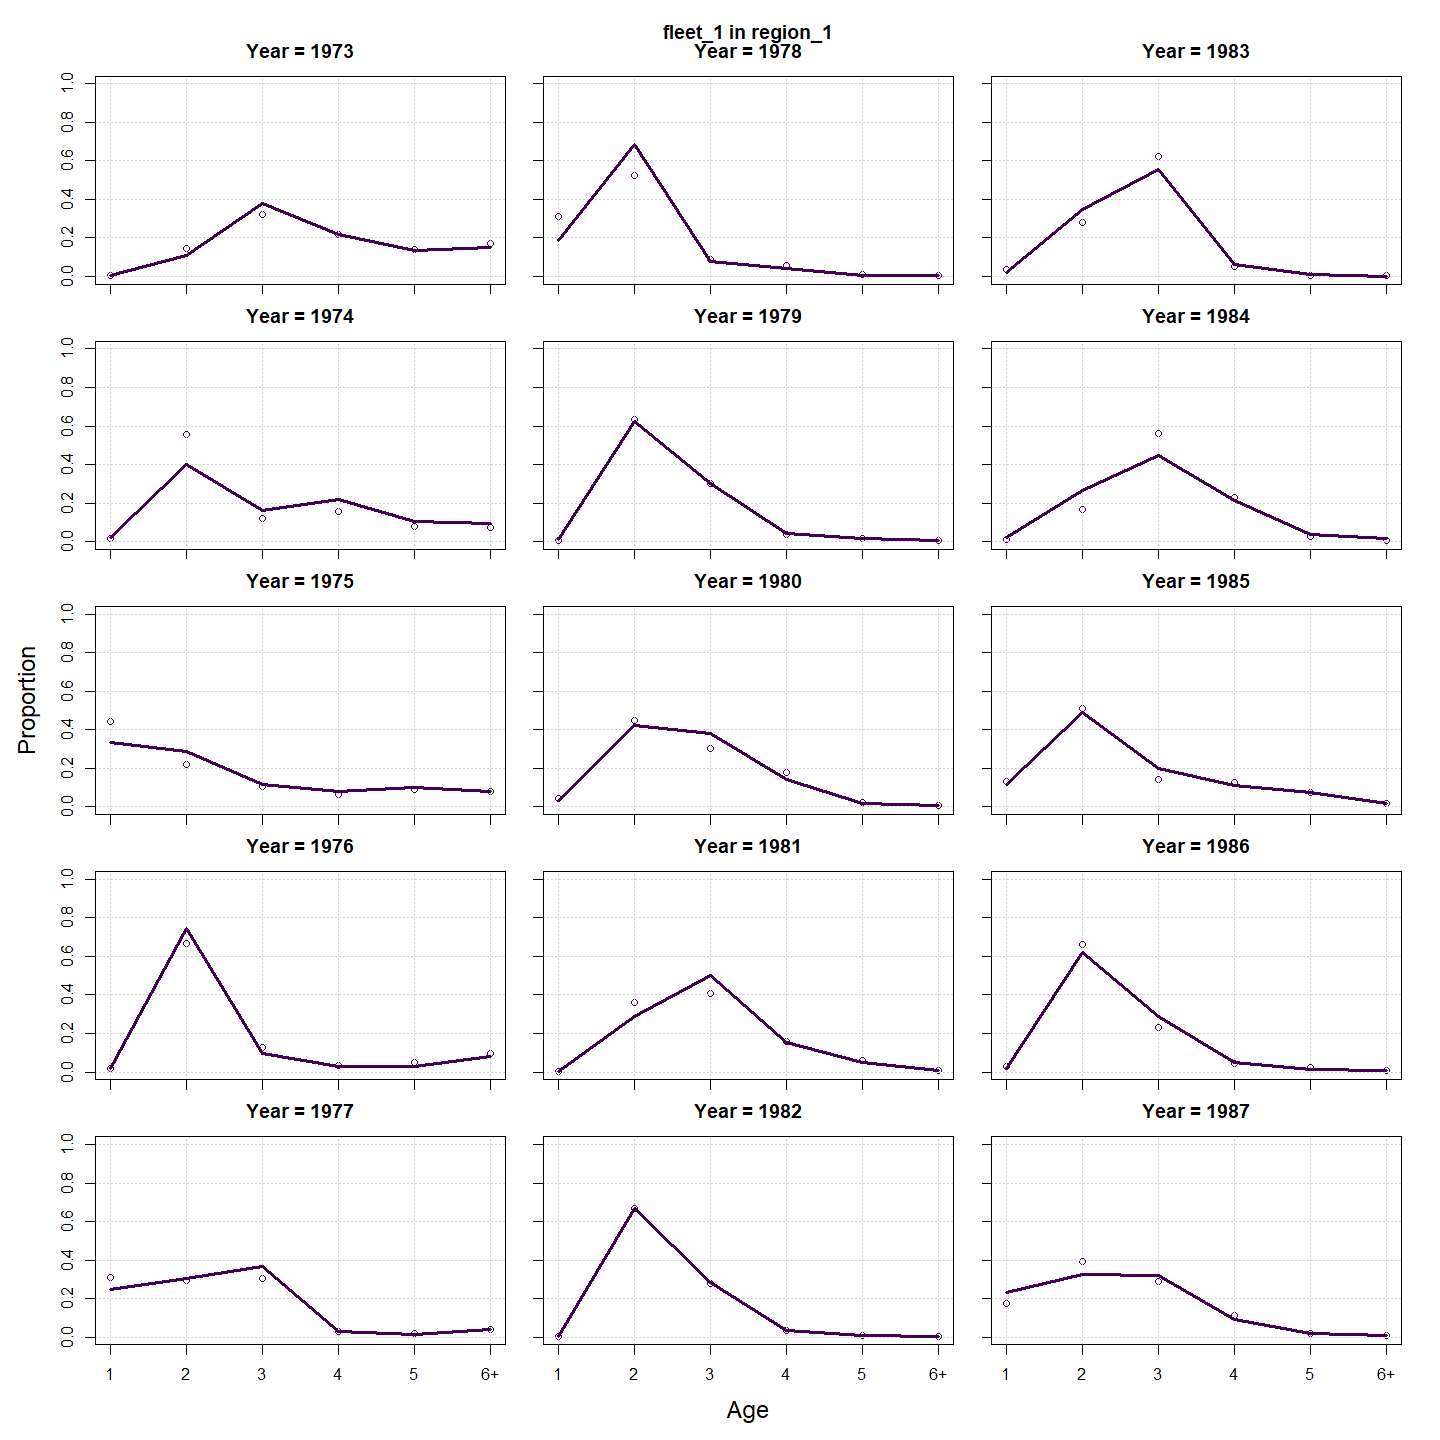 fleet_1 in region_1
Year = 1973
Year = 1978
Year = 1983
1.0
0.8
0.6
0.4
0.2
0.0
Year = 1974
Year = 1979
Year = 1984
1.0
0.8
0.6
0.4
0.2
0.0
Year = 1975
Year = 1980
Year = 1985
1.0
0.8
0.6
0.4
0.2
0.0
Proportion
Year = 1976
Year = 1981
Year = 1986
1.0
0.8
0.6
0.4
0.2
0.0
Year = 1977
Year = 1982
Year = 1987
1.0
0.8
0.6
0.4
0.2
0.0
1 2 3 4 5 6+
1 2 3 4 5 6+
1 2 3 4 5 6+
Age